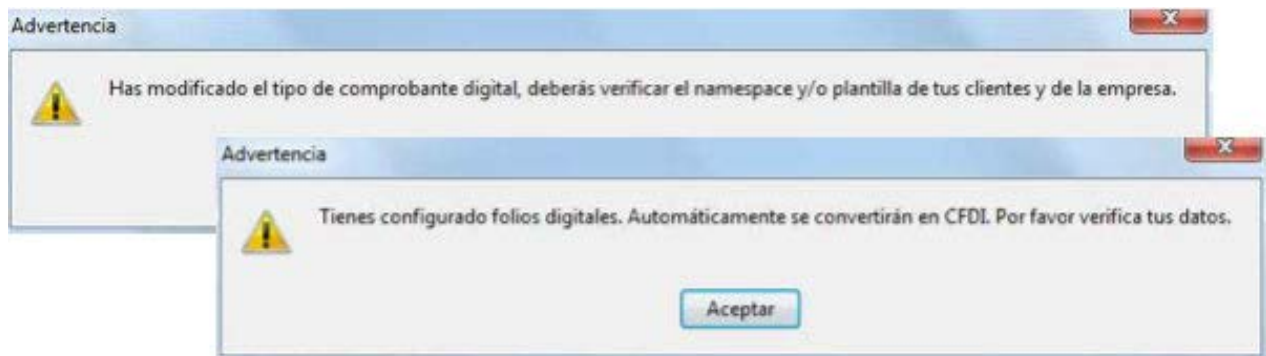 Advertencia
Has modificado el tipo de comprobante digital, deberás verificar el namespace y/o plantilla de tus clientes y de la empresa.
Advertencia
Tienes configurado folios digitales. Automáticamente se convertirán en CFDI. Por favor verifica tus datos.
Aceptar